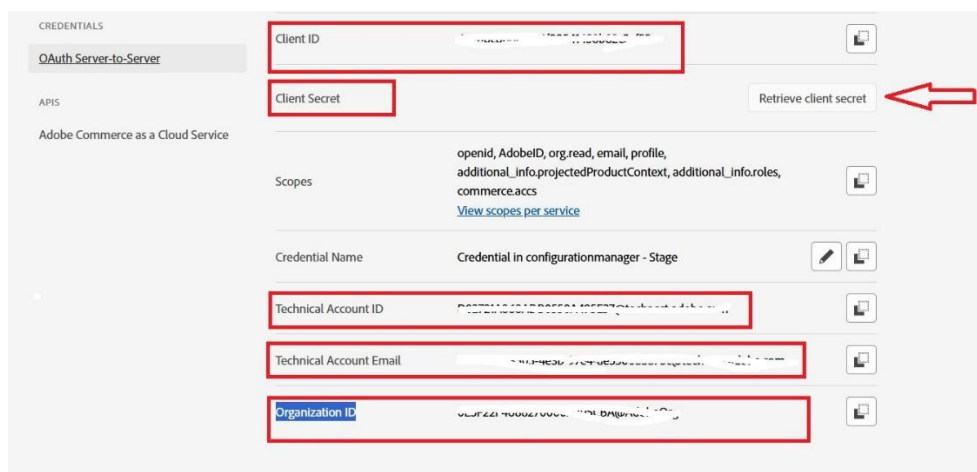 CREDENTIALS
OAuth Server-to-Server
APIS
Adobe Commerce as a Cloud Service
Client ID
Client Secret
Retrieve client secret
Scopes
openid, AdobeID, org.read, email, profile,
additional_info.projectedProductContext, additional_info.roles,
commerce.accs
View scopes per service
Credential Name
Credential in configurationmanager - Stage
Technical Account ID
Technical Account Email
Organization ID